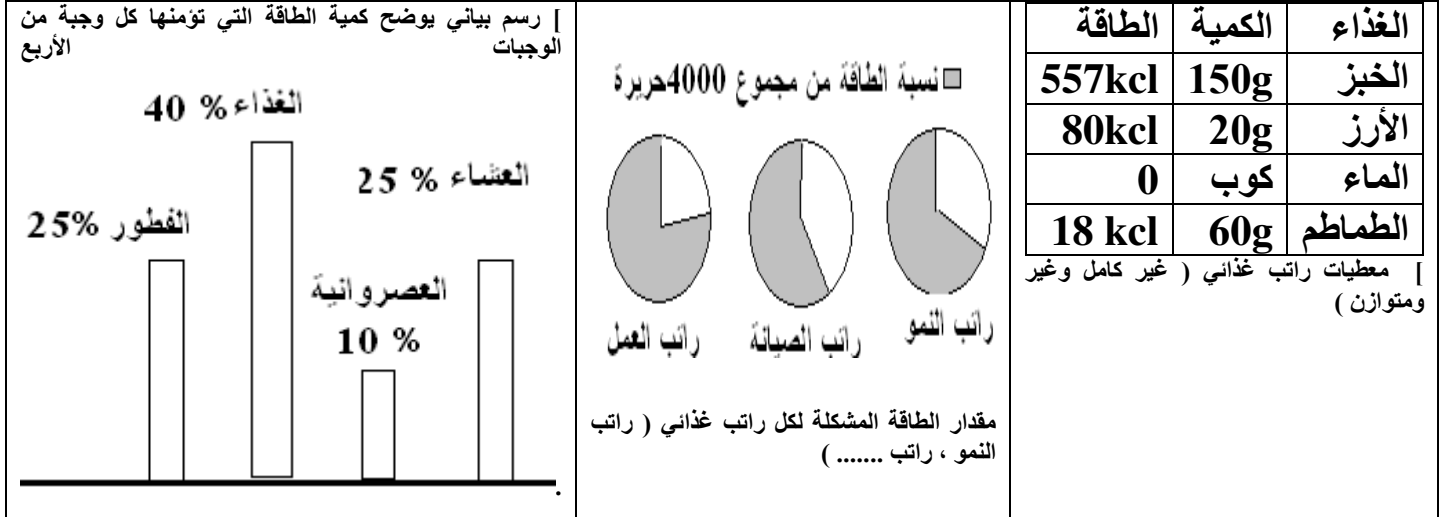 الغذاء الكمية الطاقة
الخبز 150g 557kcl
الأرز 20g 80kcl
الماء كوب 0
الطماطم 60g 18 kcl
[ معطيات راتب غذائي ( غير كامل وغير
ومتوازن )
نسبة الطاقة من مجموع 4000حريرة
راتب النمو
راتب الصيانة
راتب العمل
مقدار الطاقة المشكلة لكل راتب غذائي ( راتب
النمو ، راتب ....... )
[ رسم بياني يوضح كمية الطاقة التي تؤمنها كل وجبة من
الوجبات الأربع
الغذاء % 40
العشاء % 25
الفطور %25
العصروانية
10 %
.